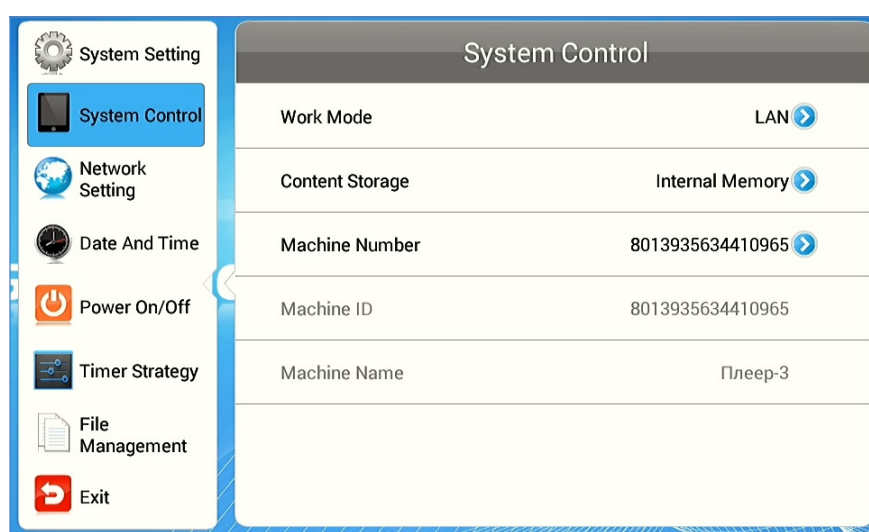 System Setting
System Control
Network
Setting
Date And Time
Power On/Off
Timer Strategy
File
Management
Exit
System Control
Work Mode LAN
Content Storage Internal Memory
Machine Number 8013935634410965
Machine ID 8013935634410965
Machine Name Плеер-3